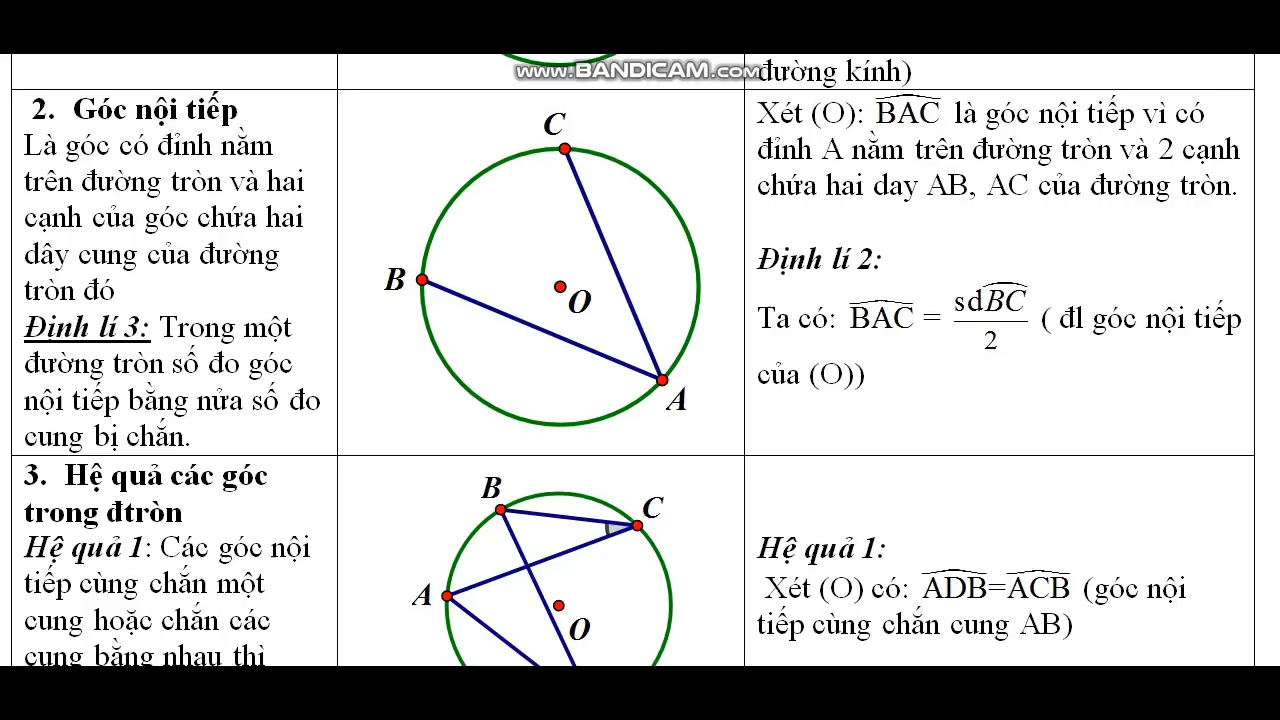 www.BANDICAM.com
đường kính)
2. Góc nội tiếp
Là góc có đỉnh nằm
trên đường tròn và hai
cạnh của góc chứa hai
dây cung của đường
tròn đó
Định lí 3: Trong một
đường tròn số đo góc
nội tiếp bằng nửa số đo
cung bị chắn.
C
B
O
A
Xét (O): BAC là góc nội tiếp vì có
đỉnh A nằm trên đường tròn và 2 cạnh
chứa hai day AB, AC của đường tròn.
Định lí 2:
Ta có: BAC = sdBC/2 ( đl góc nội tiếp
của (O))
3. Hệ quả các góc
trong đtròn
Hệ quả 1: Các góc nội
tiếp cùng chắn một
cung hoặc chắn các
cung bằng nhau thì
B
C
A
O
Hệ quả 1:
Xét (O) có: ADB=ACB (góc nội
tiếp cùng chắn cung AB)